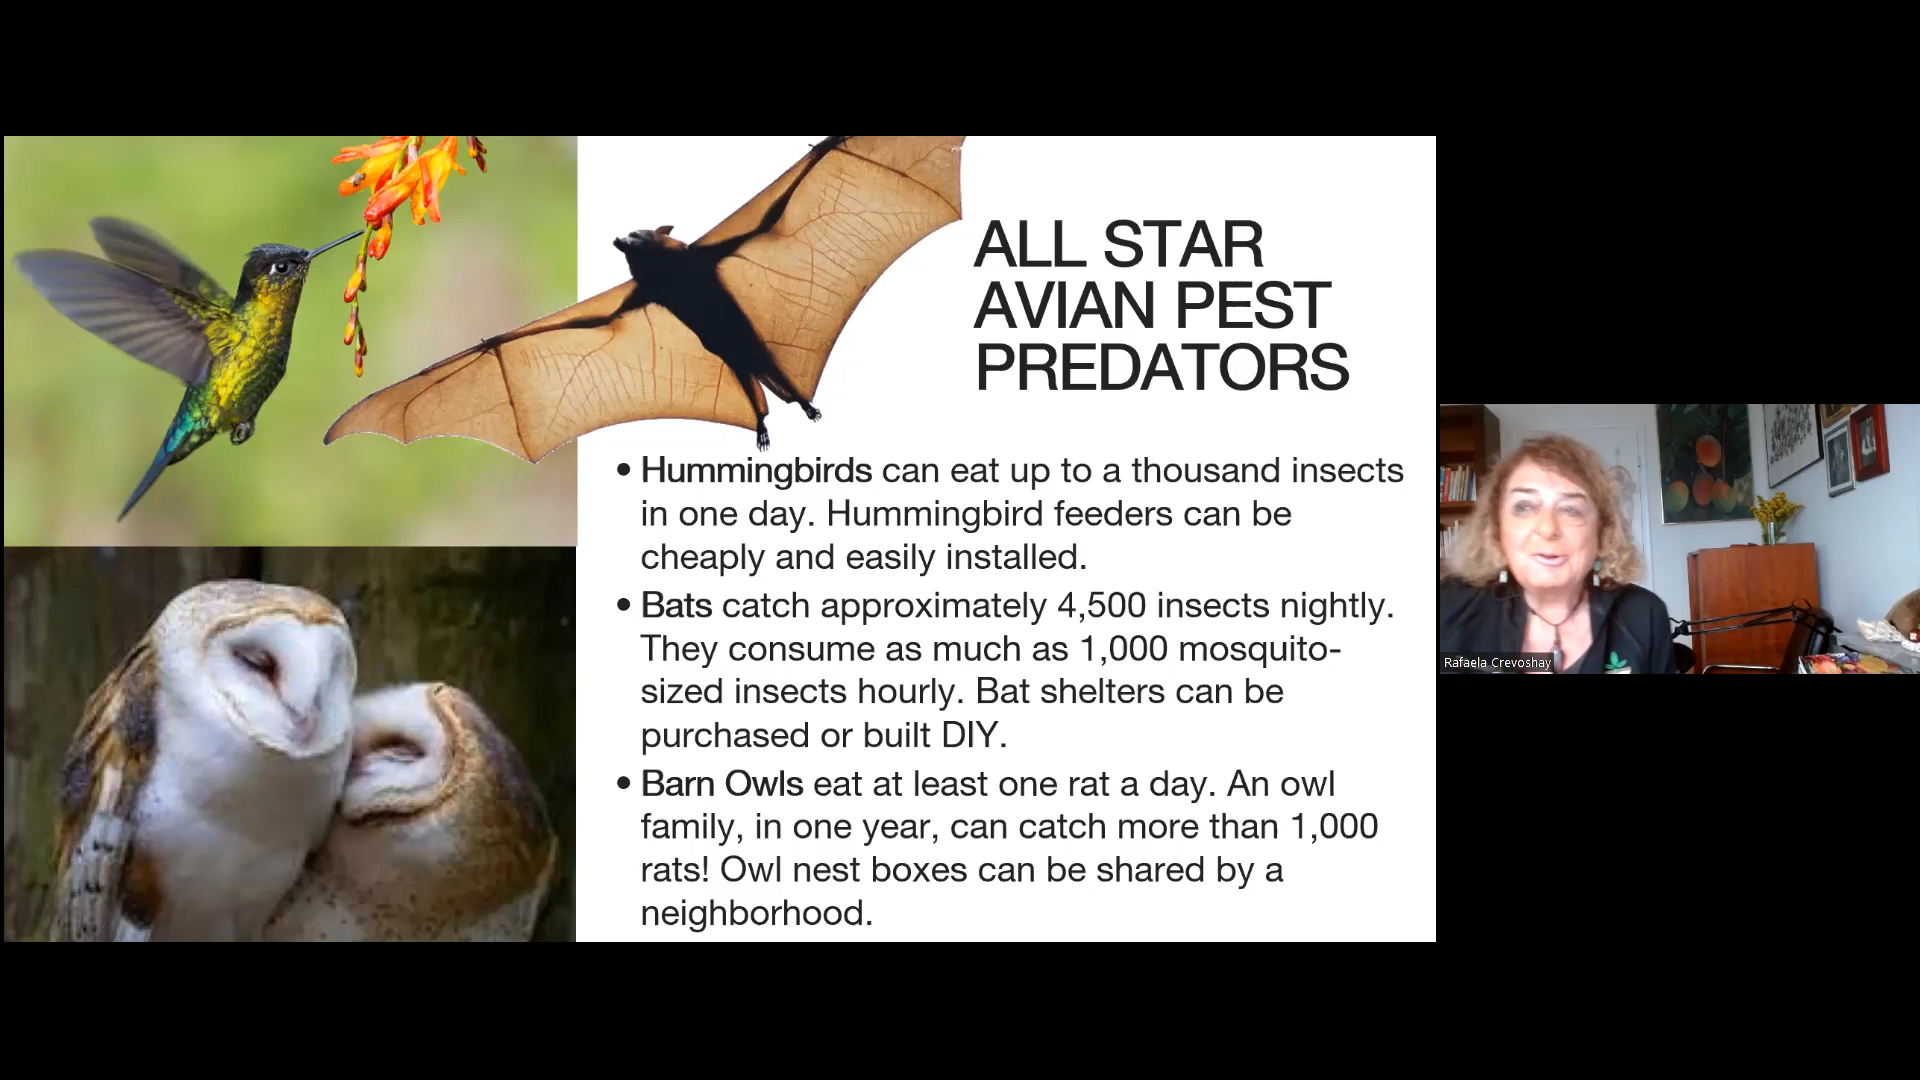 ALL STAR
AVIAN PEST
PREDATORS
• Hummingbirds can eat up to a thousand insects
in one day. Hummingbird feeders can be
cheaply and easily installed.
• Bats catch approximately 4,500 insects nightly.
They consume as much as 1,000 mosquito-
sized insects hourly. Bat shelters can be
purchased or built DIY.
• Barn Owls eat at least one rat a day. An owl
family, in one year, can catch more than 1,000
rats! Owl nest boxes can be shared by a
neighborhood.
Rafaela Crevoshay